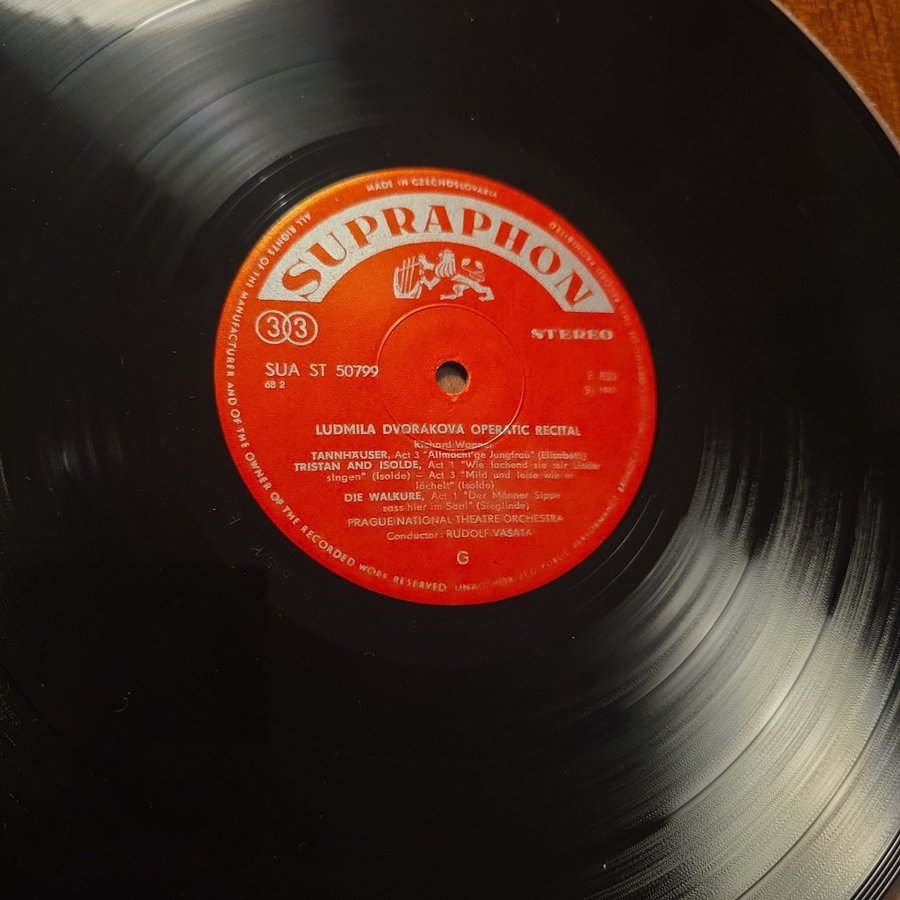 MADE IN CZECHOSLOVAKIA
ALL RIGHTS OF THE MANUFACTURER AND OF THE OWNER OF THE RECORDED WORK RESERVED
SUPRAPHON
33
STEREO
SUA ST 50799
68 2
LUDMILA DVORAKOVA OPERATIC RECITAL
Richard Wagner
TANNHÄUSER, Act 3 "Allmächt'ge Jungfrau" (Elisabeth)
TRISTAN AND ISOLDE, Act 1 "Wie lachend sie mir Lieder
singen" (Isolde) – Act 3 "Mild und leise wie er
lächelt" (Isolde)
DIE WALKURE, Act 1 "Der Männer Sippe
sass hier im Saal" (Sieglinde)
PRAGUE NATIONAL THEATRE ORCHESTRA
Conductor: RUDOLF VASATA
G